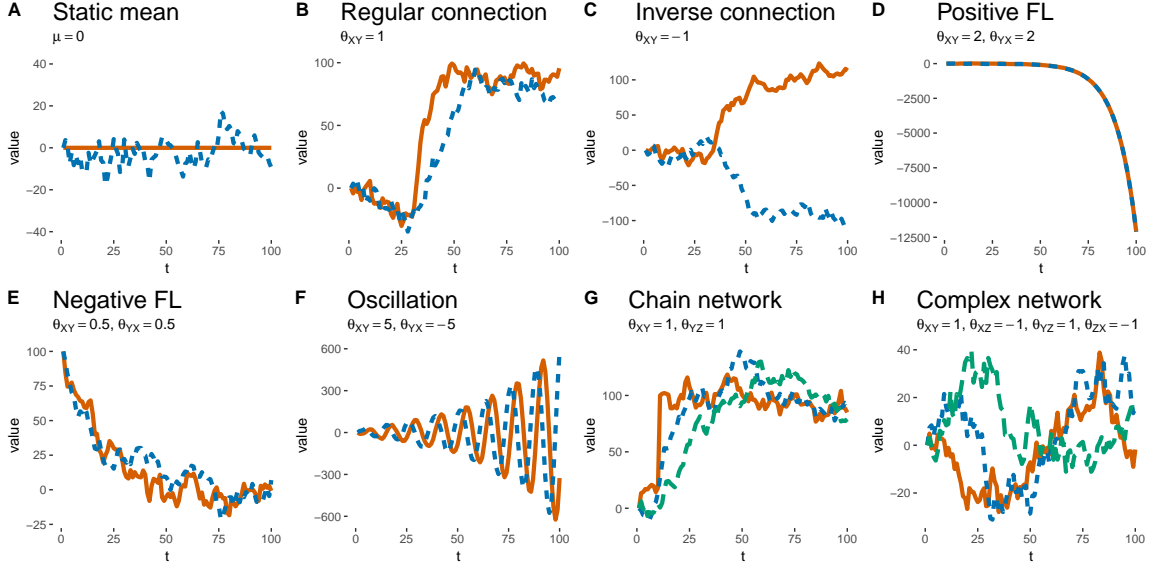 A Static mean
μ = 0
40
20
0
−20
−40
value
0 25 50 75 100
t
B Regular connection
θXY = 1
100
50
0
value
0 25 50 75 100
t
C Inverse connection
θXY = −1
100
50
0
−50
−100
value
0 25 50 75 100
t
D Positive FL
θXY = 2, θYX = 2
0
−2500
−5000
−7500
−10000
−12500
value
0 25 50 75 100
t
E Negative FL
θXY = 0.5, θYX = 0.5
100
75
50
25
0
−25
value
0 25 50 75 100
t
F Oscillation
θXY = 5, θYX = −5
600
300
0
−300
−600
value
0 25 50 75 100
t
G Chain network
θXY = 1, θYZ = 1
100
50
0
value
0 25 50 75 100
t
H Complex network
θXY = 1, θXZ = −1, θYZ = 1, θZX = −1
40
20
0
−20
value
0 25 50 75 100
t